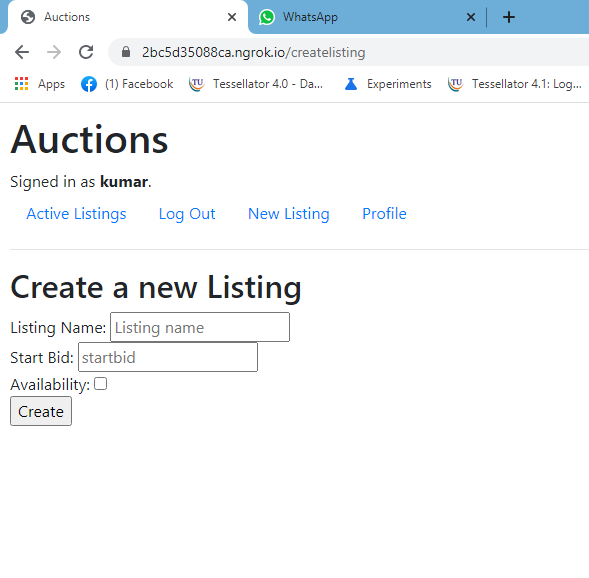 Auctions
WhatsApp
2bc5d35088ca.ngrok.io/createlisting
Apps (1) Facebook TU Tessellator 4.0 - Da... Experiments TU Tessellator 4.1: Log...
Auctions
Signed in as kumar.
Active Listings Log Out New Listing Profile
Create a new Listing
Listing Name: Listing name
Start Bid: startbid
Availability:
Create